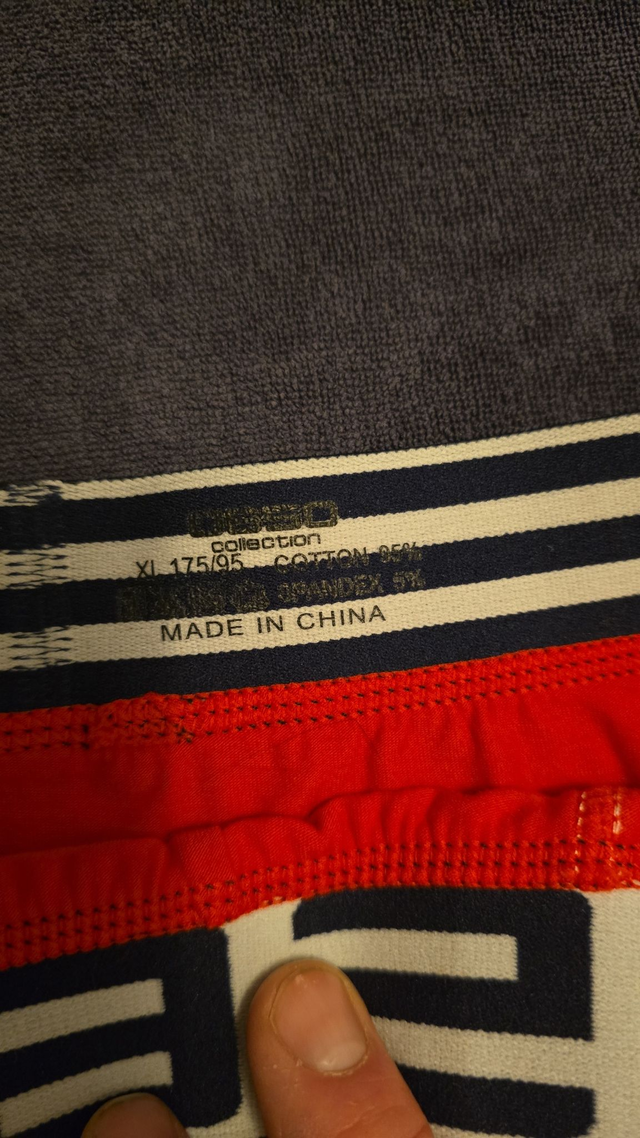 collection
XL 175/95 COTTON 95%
SPANDEX 5%
MADE IN CHINA